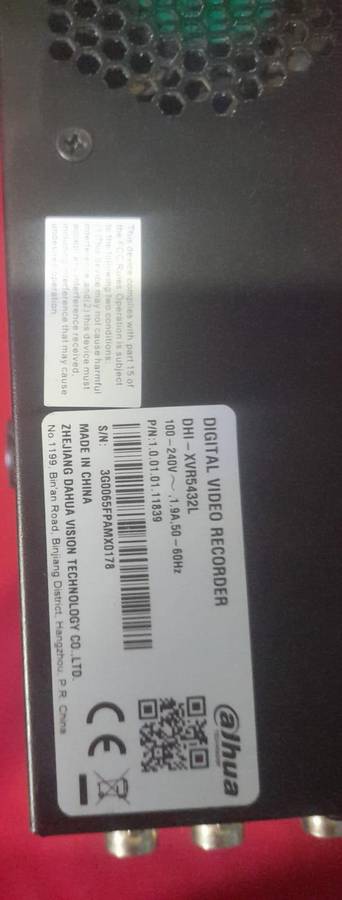 This device complies with part 15 of
the FCC Rules Operation is subject
to the following two conditions:
(1) this device may not cause harmful
interference, and(2) this device must
accept any interference received,
including interference that may cause
undesired operation
alhua
TECHNOLOGY
DIGITAL VIDEO RECORDER
DHI-XVR5432L
100-240V~,1.9A,50-60Hz
P/N:1.0.01.01.11839
S/N: 3G0065FPAMX0178
MADE IN CHINA
ZHEJIANG DAHUA VISION TECHNOLOGY CO.,LTD.
No.1199, Bin'an Road, Binjiang District, Hangzhou, P.R. China
CE